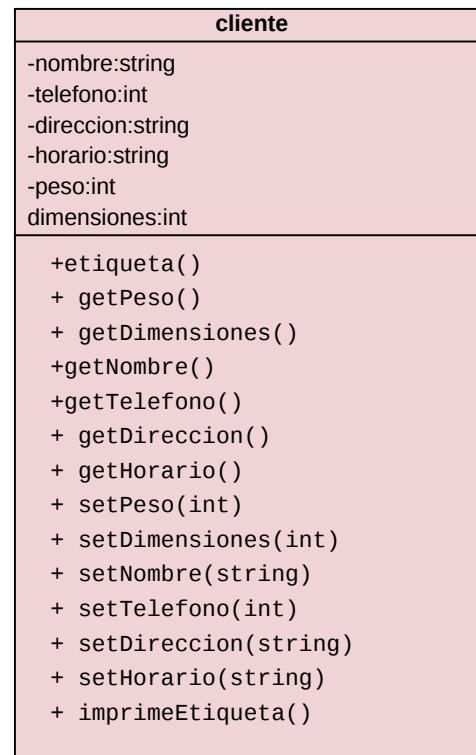 cliente
-nombre:string
-telefono:int
-direccion:string
-horario:string
-peso:int
dimensiones:int
+etiqueta()
+ getPeso()
+ getDimensiones()
+getNombre()
+getTelefono()
+ getDireccion()
+ getHorario()
+ setPeso(int)
+ setDimensiones(int)
+ setNombre(string)
+ setTelefono(int)
+ setDireccion(string)
+ setHorario(string)
+ imprimeEtiqueta()